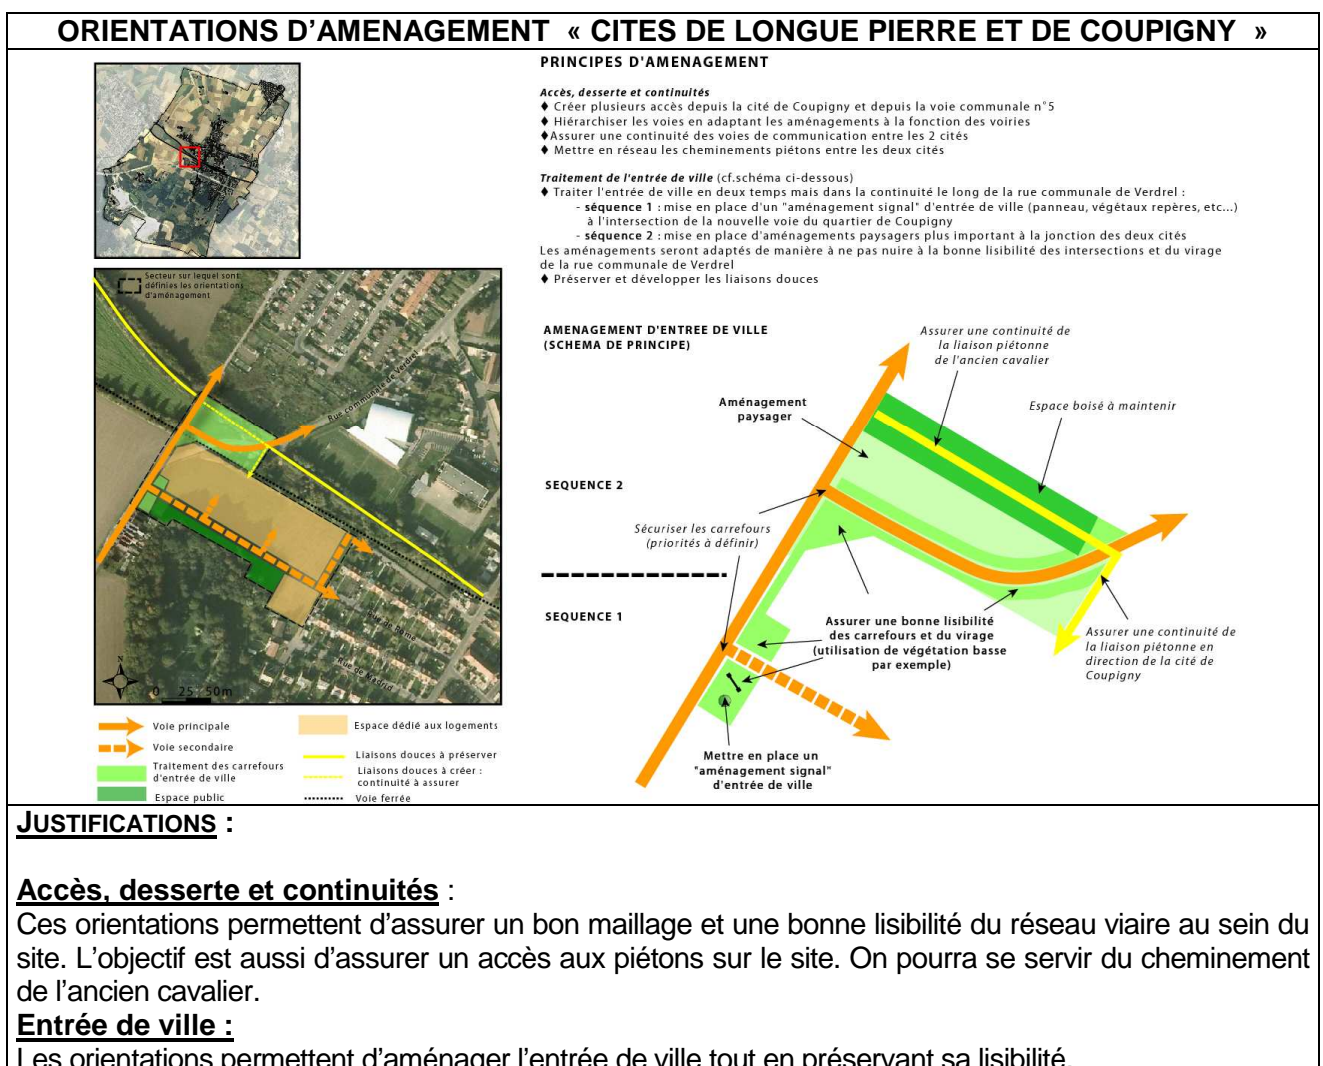 ORIENTATIONS D'AMENAGEMENT « CITES DE LONGUE PIERRE ET DE COUPIGNY »
PRINCIPES D'AMENAGEMENT
Accès, desserte et continuités
♦ Créer plusieurs accès depuis la cité de Coupigny et depuis la voie communale n°5
♦ Hiérarchiser les voies en adaptant les aménagements à la fonction des voiries
♦Assurer une continuité des voies de communication entre les 2 cités
♦ Mettre en réseau les cheminements piétons entre les deux cités
Traitement de l'entrée de ville (cf.schéma ci-dessous)
♦ Traiter l'entrée de ville en deux temps mais dans la continuité le long de la rue communale de Verdrel :
- séquence 1 : mise en place d'un "aménagement signal" d'entrée de ville (panneau, végétaux repères, etc...)
à l'intersection de la nouvelle voie du quartier de Coupigny
- séquence 2 : mise en place d'aménagements paysagers plus important à la jonction des deux cités
Les aménagements seront adaptés de manière à ne pas nuire à la bonne lisibilité des intersections et du virage
de la rue communale de Verdrel
♦ Préserver et développer les liaisons douces
Secteur sur lequel sont
définies les orientations
d'aménagement
Rue communale de Verdrel
Rue de Rome
Rue de Madrid
N
0 25 50m
Voie principale
Voie secondaire
Traitement des carrefours
d'entrée de ville
Espace public
Espace dédié aux logements
Liaisons douces à préserver
Liaisons douces à créer :
continuité à assurer
Voie ferrée
AMENAGEMENT D'ENTREE DE VILLE
(SCHEMA DE PRINCIPE)
Assurer une continuité de
la liaison piétonne
de l'ancien cavalier
Aménagement
paysager
Espace boisé à maintenir
SEQUENCE 2
Sécuriser les carrefours
(priorités à définir)
SEQUENCE 1
Assurer une bonne lisibilité
des carrefours et du virage
(utilisation de végétation basse
par exemple)
Assurer une continuité de
la liaison piétonne en
direction de la cité de
Coupigny
Mettre en place un
"aménagement signal"
d'entrée de ville
JUSTIFICATIONS :
Accès, desserte et continuités :
Ces orientations permettent d'assurer un bon maillage et une bonne lisibilité du réseau viaire au sein du
site. L'objectif est aussi d'assurer un accès aux piétons sur le site. On pourra se servir du cheminement
de l'ancien cavalier.
Entrée de ville :
Les orientations permettent d'aménager l'entrée de ville tout en préservant sa lisibilité.